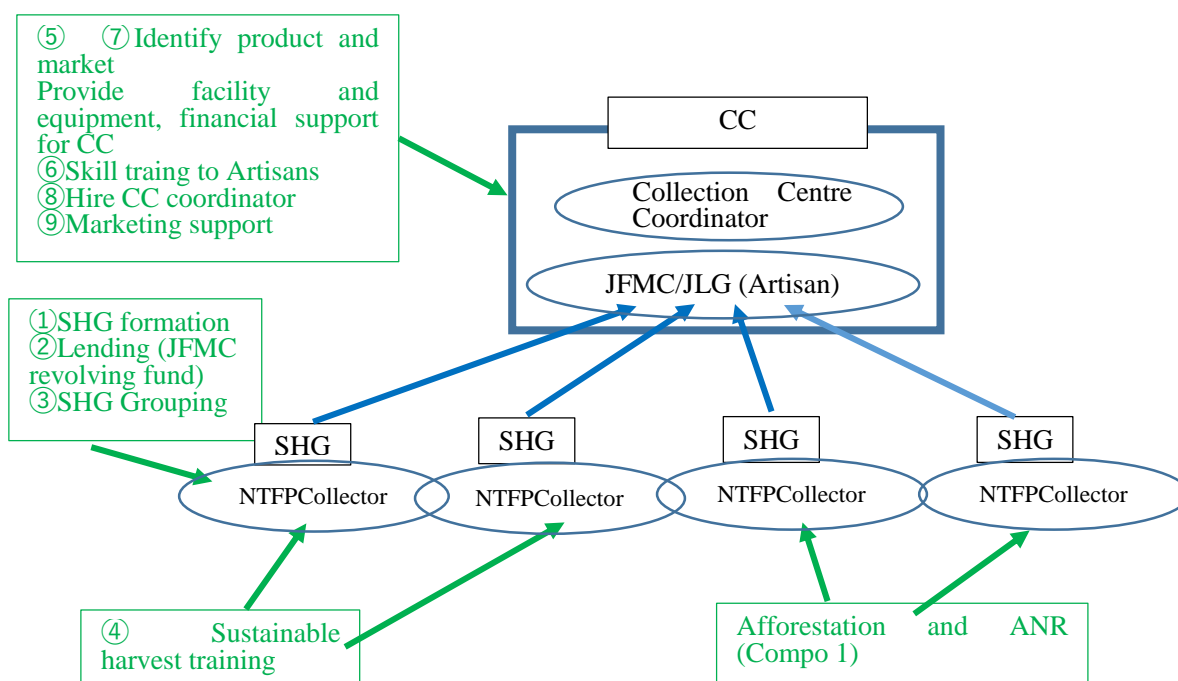 ⑤ ⑦Identify product and
market
Provide facility and
equipment, financial support
for CC
⑥Skill traing to Artisans
⑧Hire CC coordinator
⑨Marketing support
CC
Collection Centre
Coordinator
JFMC/JLG (Artisan)
①SHG formation
②Lending (JFMC
revolving fund)
③SHG Grouping
SHG
SHG
SHG
SHG
NTFPCollector
NTFPCollector
NTFPCollector
NTFPCollector
④ Sustainable
harvest training
Afforestation and ANR
(Compo 1)